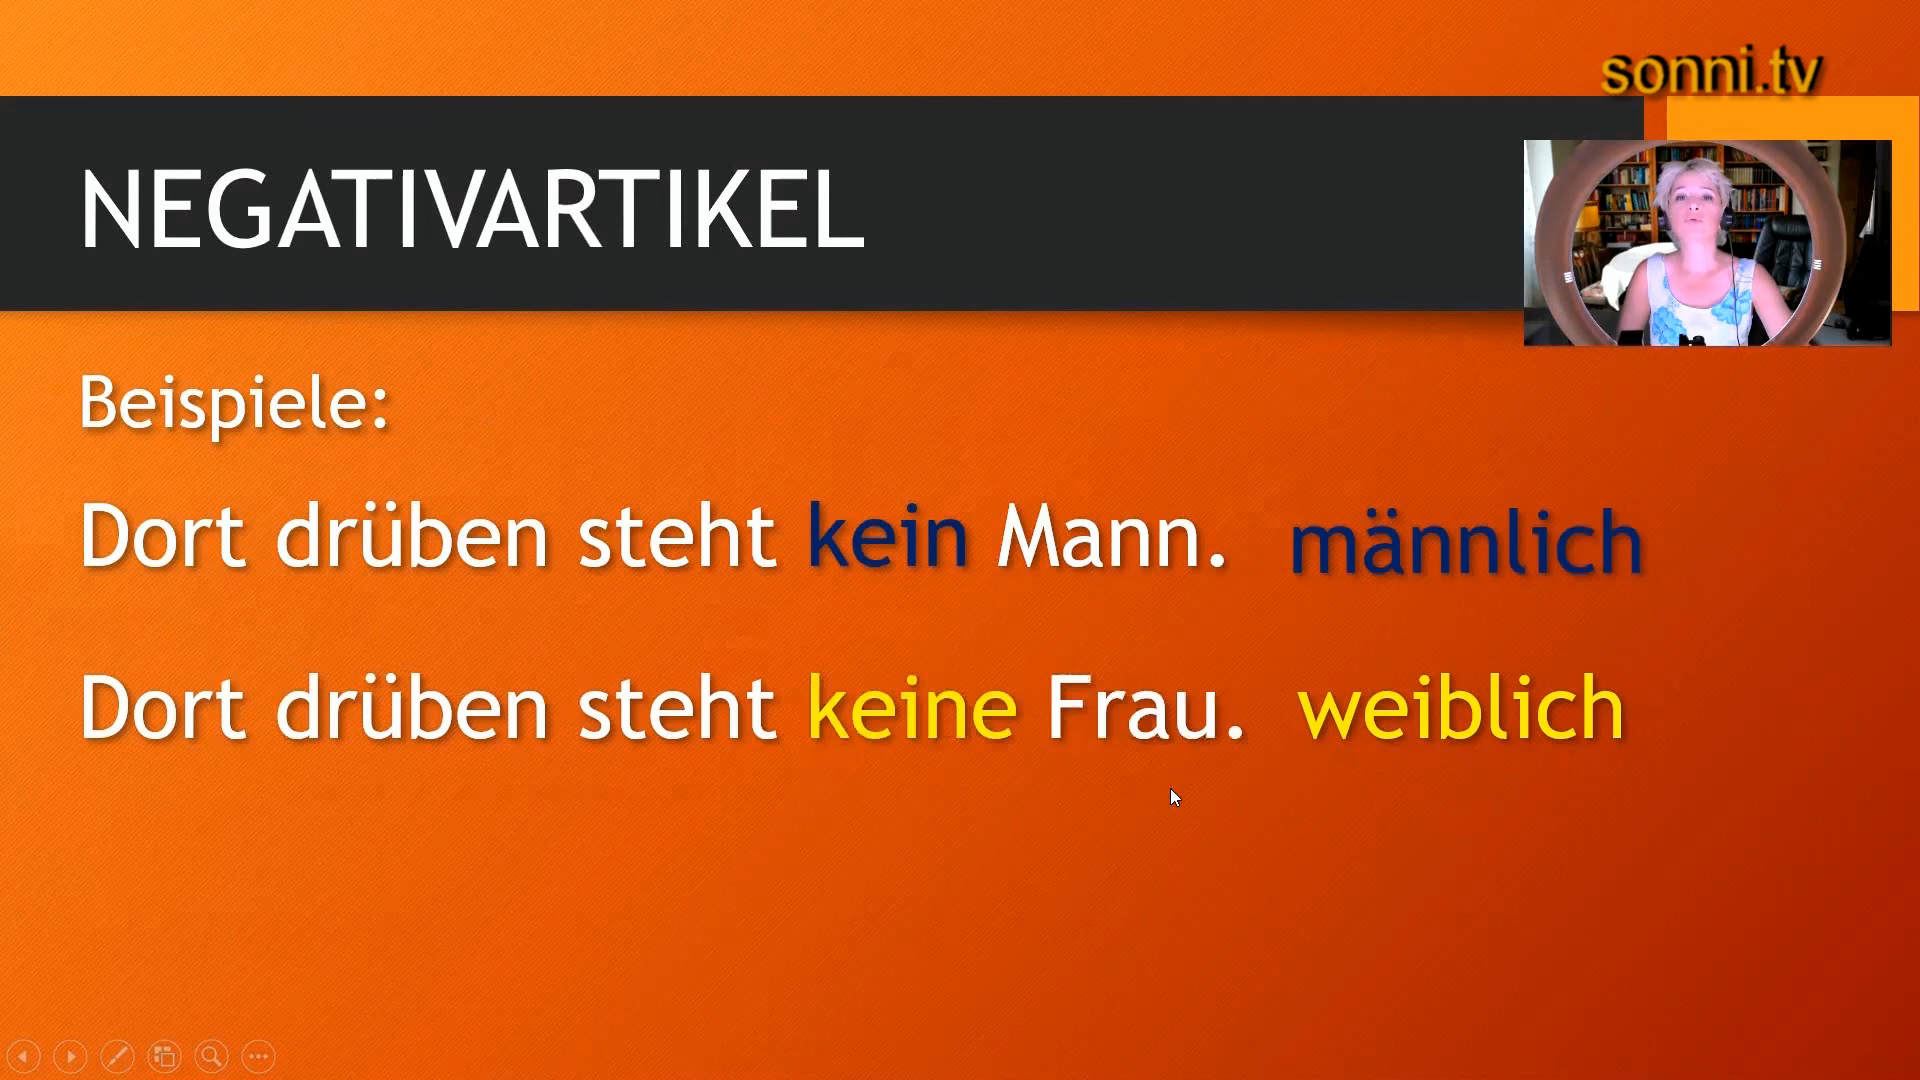 sonni.tv
NEGATIVARTIKEL
Beispiele:
Dort drüben steht kein Mann. männlich
Dort drüben steht keine Frau. weiblich